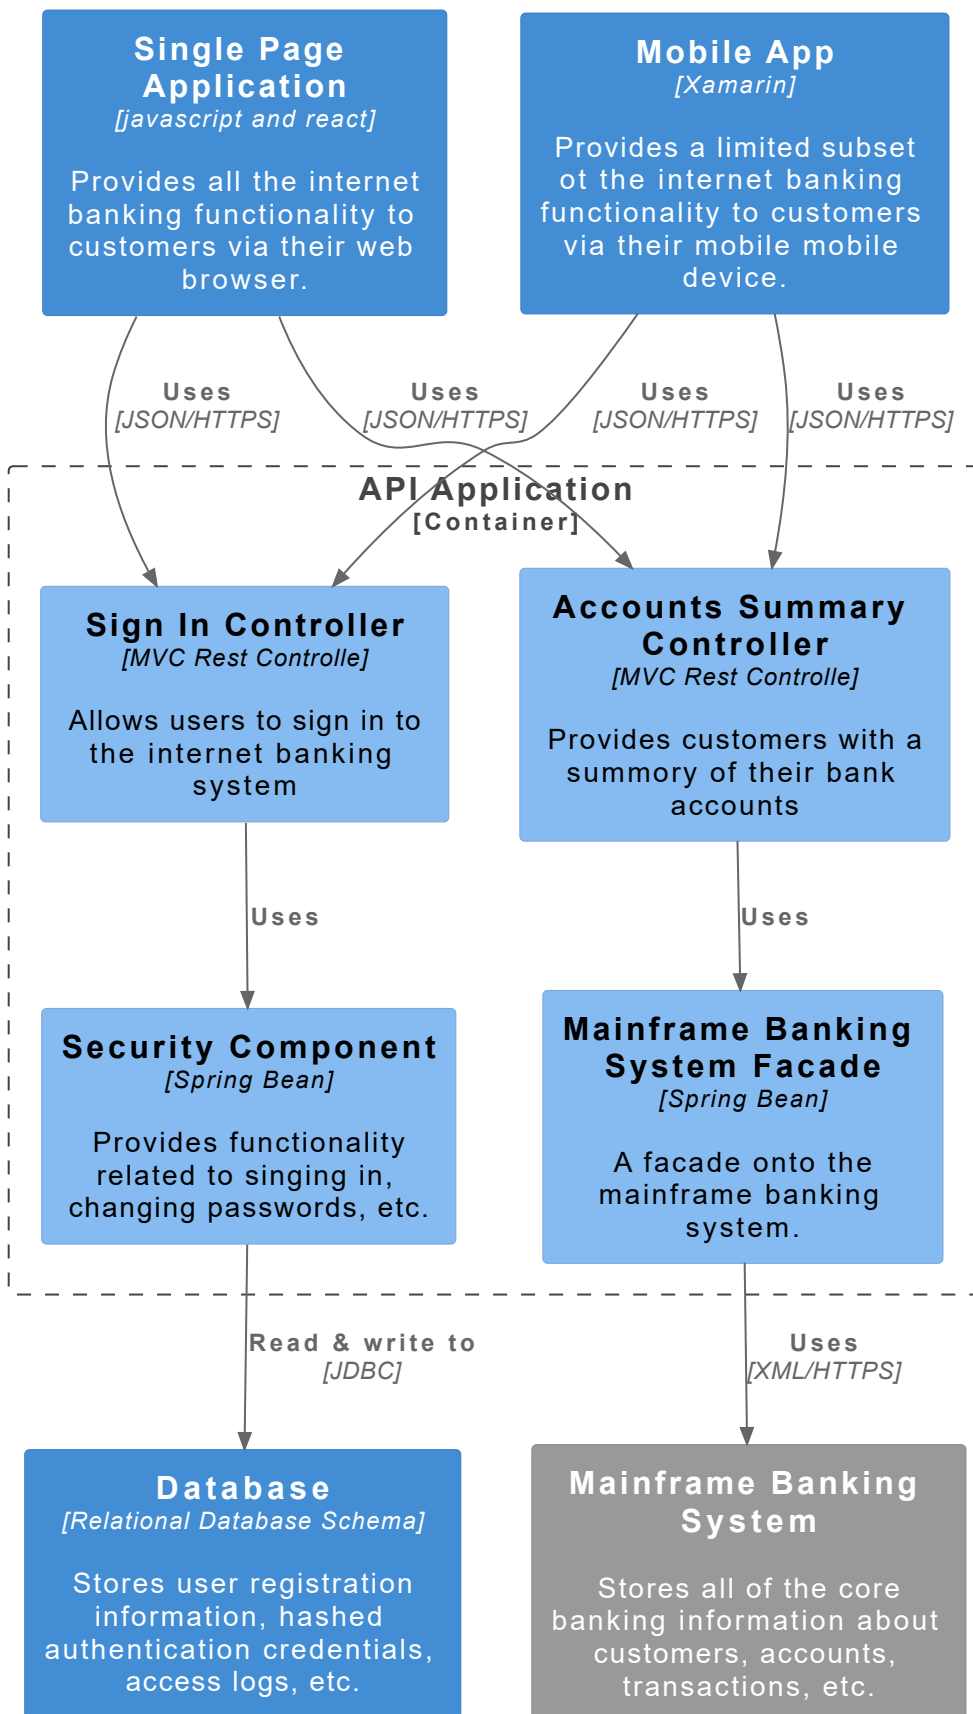 Single Page
Application
[javascript and react]
Provides all the internet
banking functionality to
customers via their web
browser.
Mobile App
[Xamarin]
Provides a limited subset
ot the internet banking
functionality to customers
via their mobile mobile
device.
Uses
[JSON/HTTPS]
Uses
[JSON/HTTPS]
Uses
[JSON/HTTPS]
Uses
[JSON/HTTPS]
API Application
[Container]
Sign In Controller
[MVC Rest Controlle]
Allows users to sign in to
the internet banking
system
Accounts Summary
Controller
[MVC Rest Controlle]
Provides customers with a
summory of their bank
accounts
Uses
Uses
Security Component
[Spring Bean]
Provides functionality
related to singing in,
changing passwords, etc.
Mainframe Banking
System Facade
[Spring Bean]
A facade onto the
mainframe banking
system.
Read & write to
[JDBC]
Uses
[XML/HTTPS]
Database
[Relational Database Schema]
Stores user registration
information, hashed
authentication credentials,
access logs, etc.
Mainframe Banking
System
Stores all of the core
banking information about
customers, accounts,
transactions, etc.